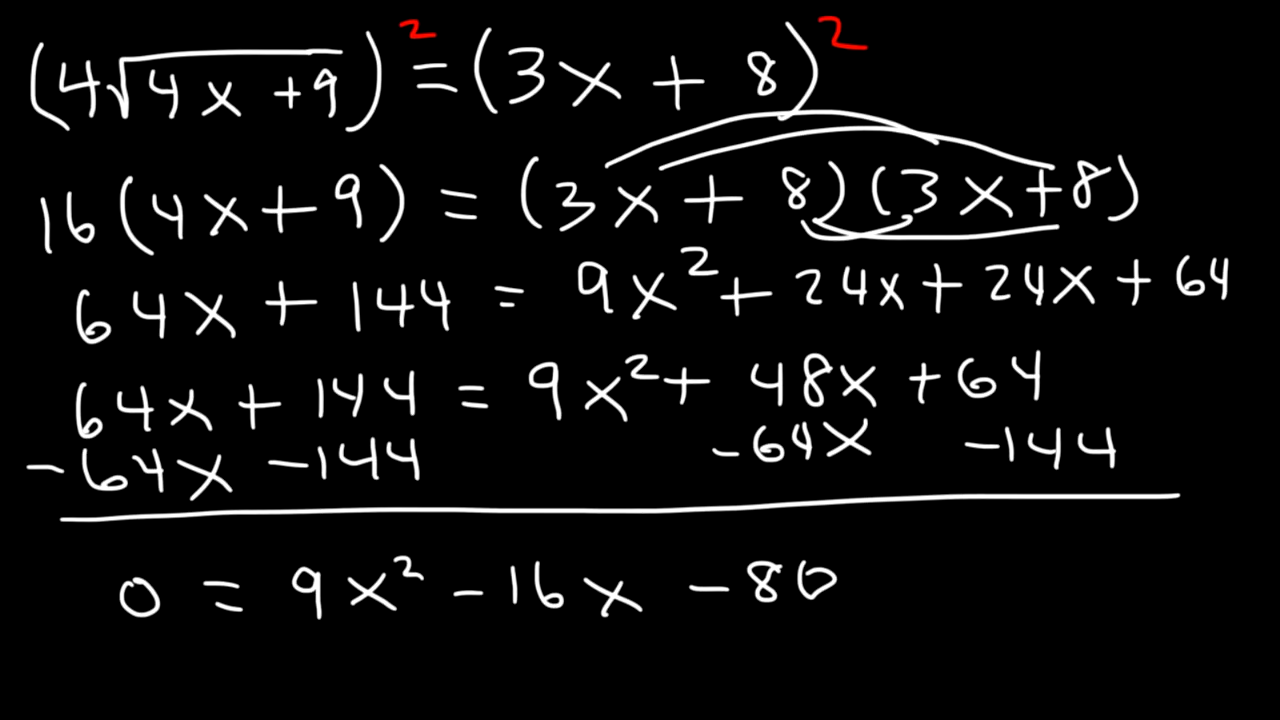 (4√(4x+9))² = (3x + 8)²
16(4x+9) = (3x + 8)(3x+8)
64x + 144 = 9x² + 24x + 24x + 64
64x + 144 = 9x² + 48x + 64
-64x -144 -64x -144
0 = 9x² - 16x - 80